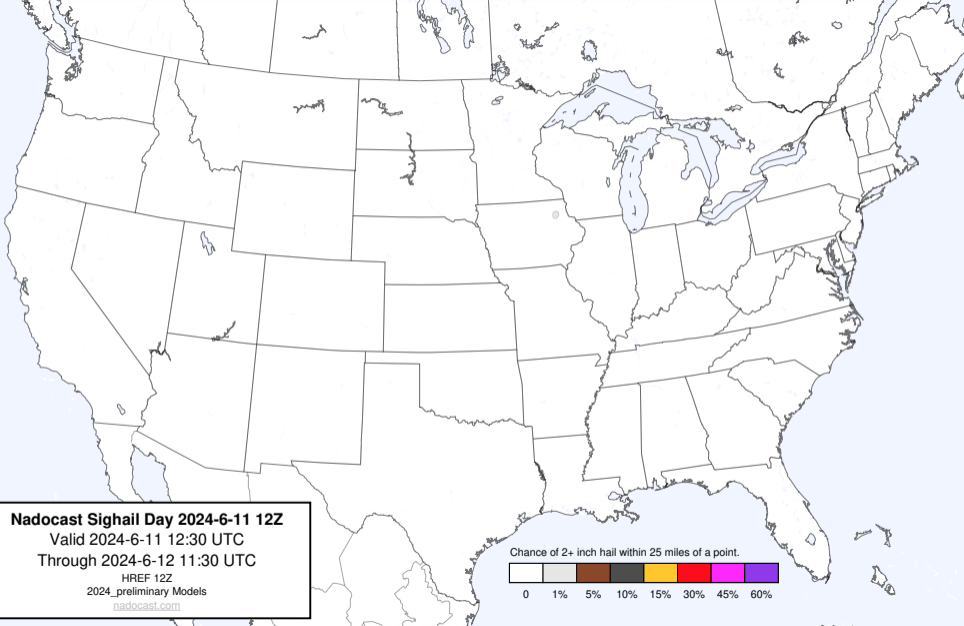 Nadocast Sighail Day 2024-6-11 12Z
Valid 2024-6-11 12:30 UTC
Through 2024-6-12 11:30 UTC
HREF 12Z
2024_preliminary Models
nadocast.com
Chance of 2+ inch hail within 25 miles of a point.
0 1% 5% 10% 15% 30% 45% 60%